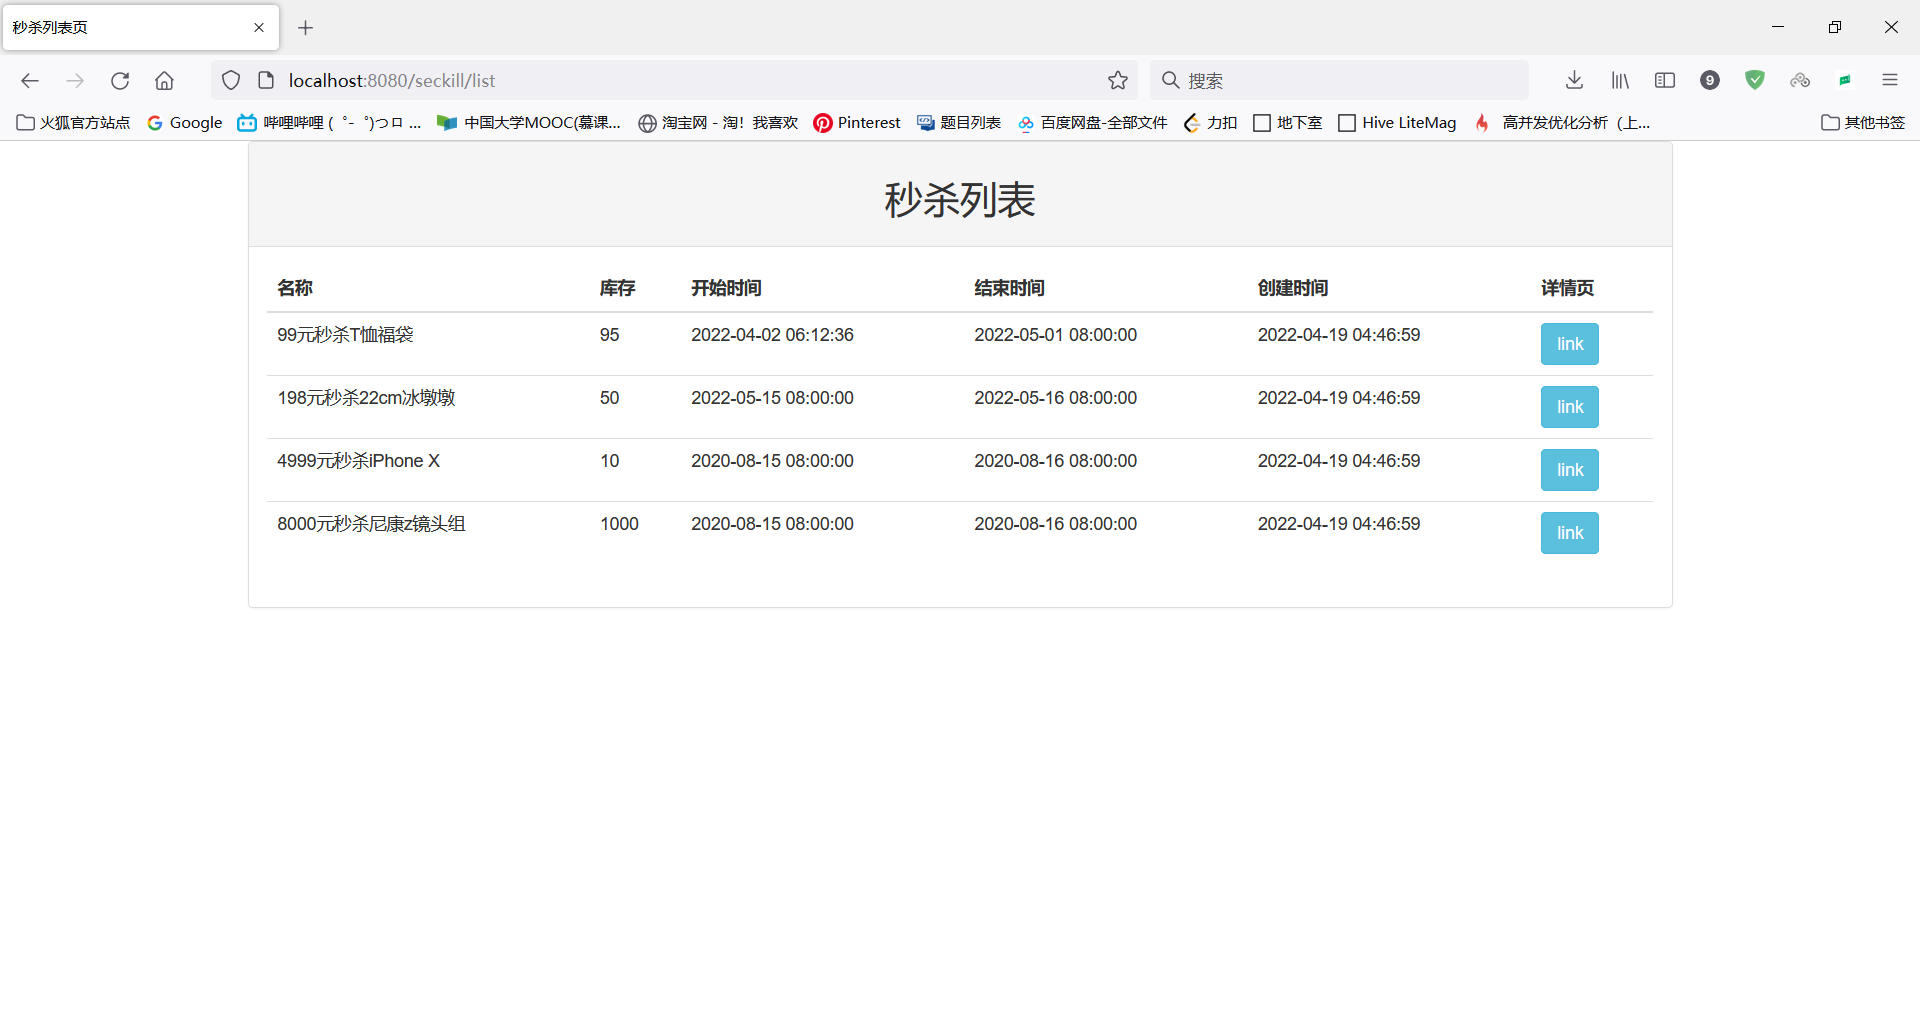 秒杀列表页
localhost:8080/seckill/list
搜索
9
火狐官方站点 Google 哔哩哔哩 ( ゜- ゜)つロ ... 中国大学MOOC(慕课... 淘宝网 - 淘！我喜欢 Pinterest 题目列表 百度网盘-全部文件 力扣 地下室 Hive LiteMag 高并发优化分析（上... 其他书签
秒杀列表
名称 库存 开始时间 结束时间 创建时间 详情页
99元秒杀T恤福袋 95 2022-04-02 06:12:36 2022-05-01 08:00:00 2022-04-19 04:46:59 link
198元秒杀22cm冰墩墩 50 2022-05-15 08:00:00 2022-05-16 08:00:00 2022-04-19 04:46:59 link
4999元秒杀iPhone X 10 2020-08-15 08:00:00 2020-08-16 08:00:00 2022-04-19 04:46:59 link
8000元秒杀尼康z镜头组 1000 2020-08-15 08:00:00 2020-08-16 08:00:00 2022-04-19 04:46:59 link